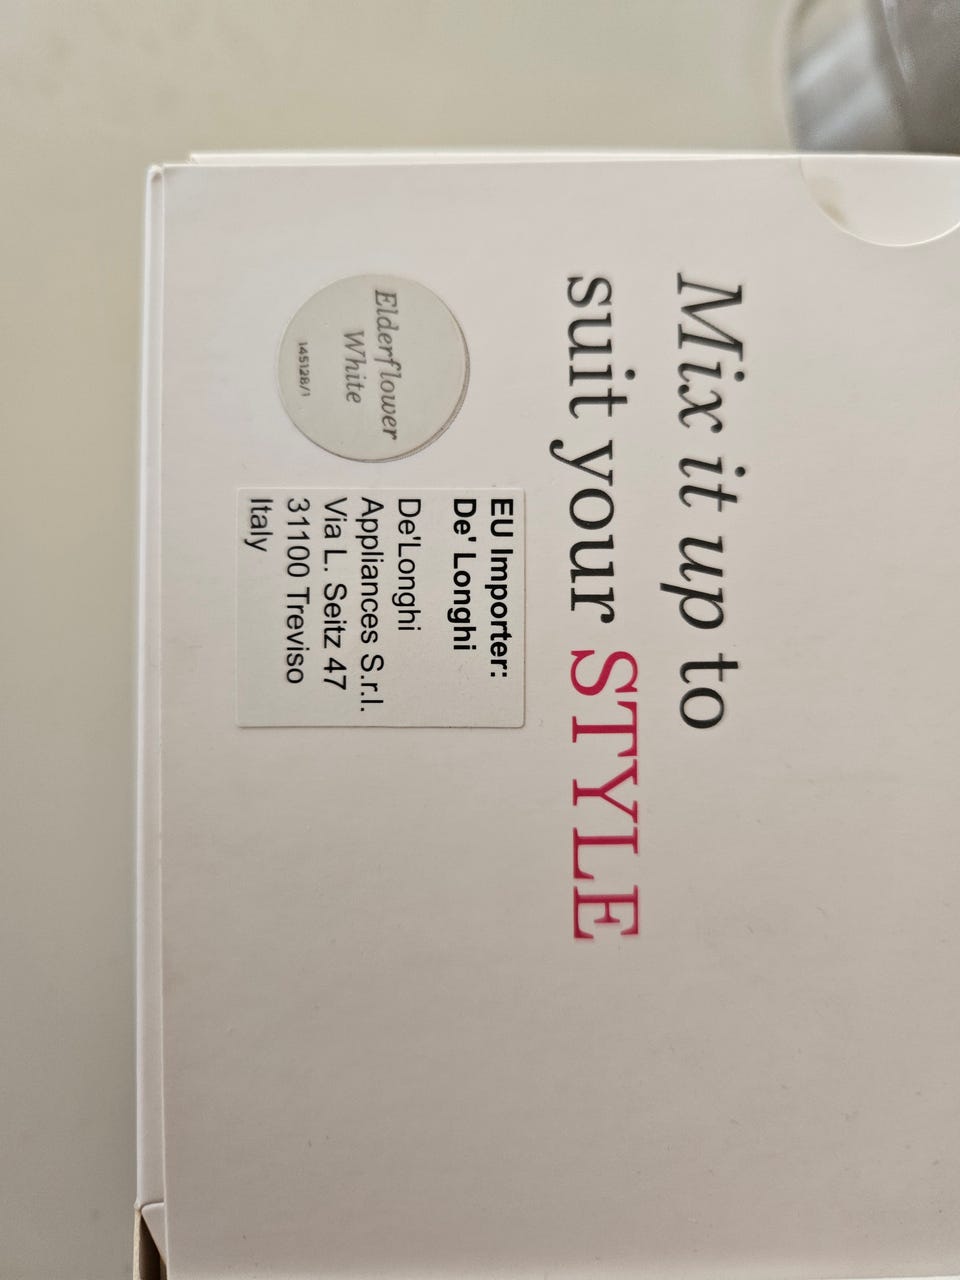 Mix it up to
suit your STYLE
Elderflower
White
145128/1
EU Importer:
De' Longhi
De'Longhi
Appliances S.r.l.
Via L. Seitz 47
31100 Treviso
Italy